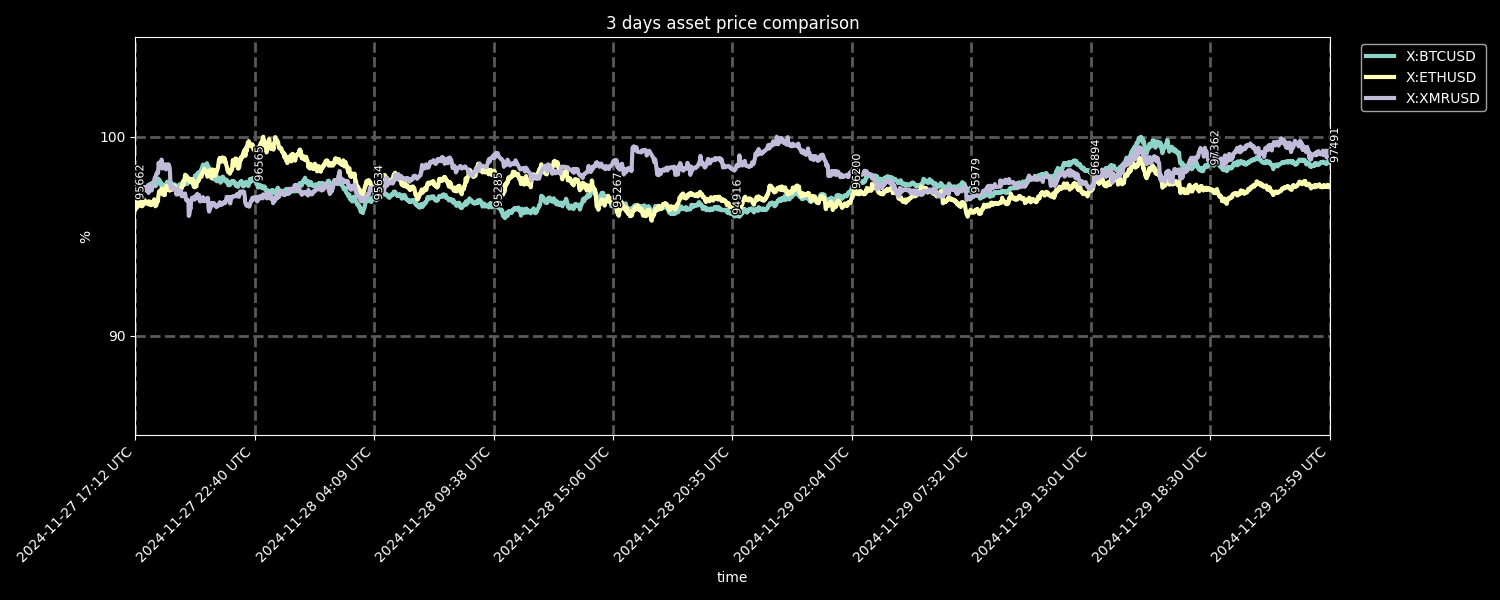 3 days asset price comparison
X:BTCUSD
X:ETHUSD
X:XMRUSD
100
90
%
95662
96565
95634
95285
95267
94916
96200
95979
96894
97362
97491
2024-11-27 17:12 UTC
2024-11-27 22:40 UTC
2024-11-28 04:09 UTC
2024-11-28 09:38 UTC
2024-11-28 15:06 UTC
2024-11-28 20:35 UTC
2024-11-29 02:04 UTC
2024-11-29 07:32 UTC
2024-11-29 13:01 UTC
2024-11-29 18:30 UTC
2024-11-29 23:59 UTC
time